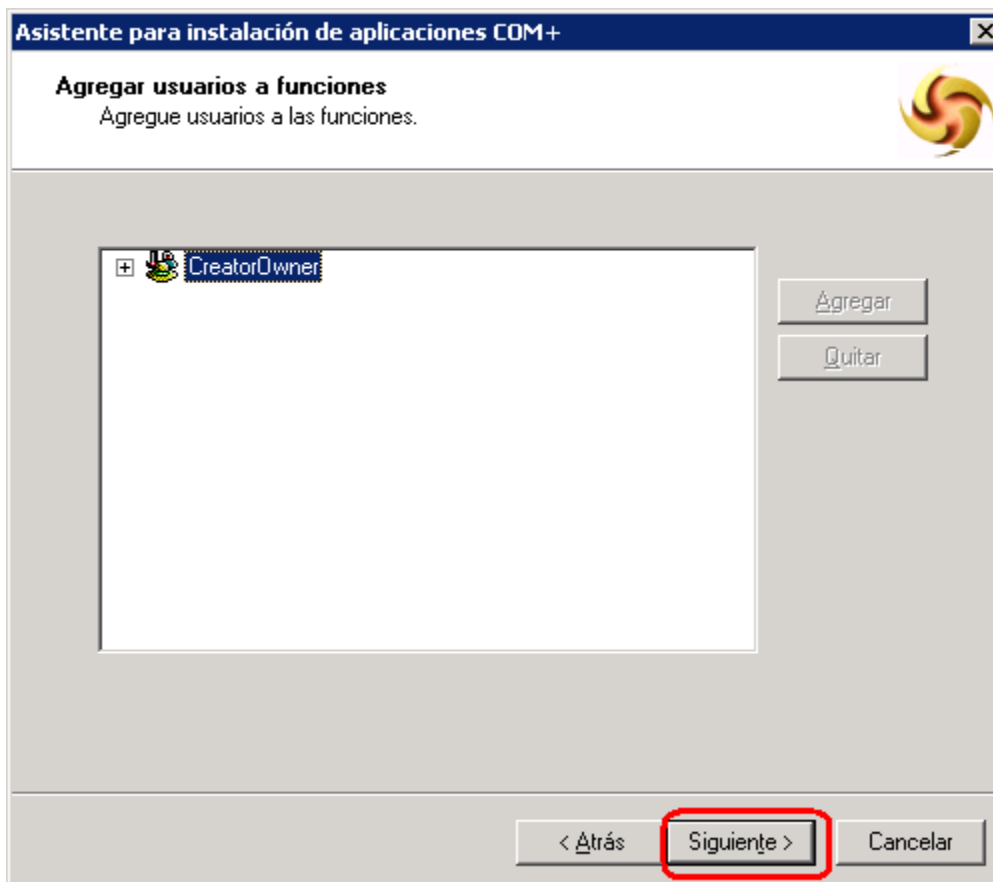 Asistente para instalación de aplicaciones COM+
Agregar usuarios a funciones
Agregue usuarios a las funciones.
CreatorOwner
Agregar
Quitar
< Atrás
Siguiente >
Cancelar